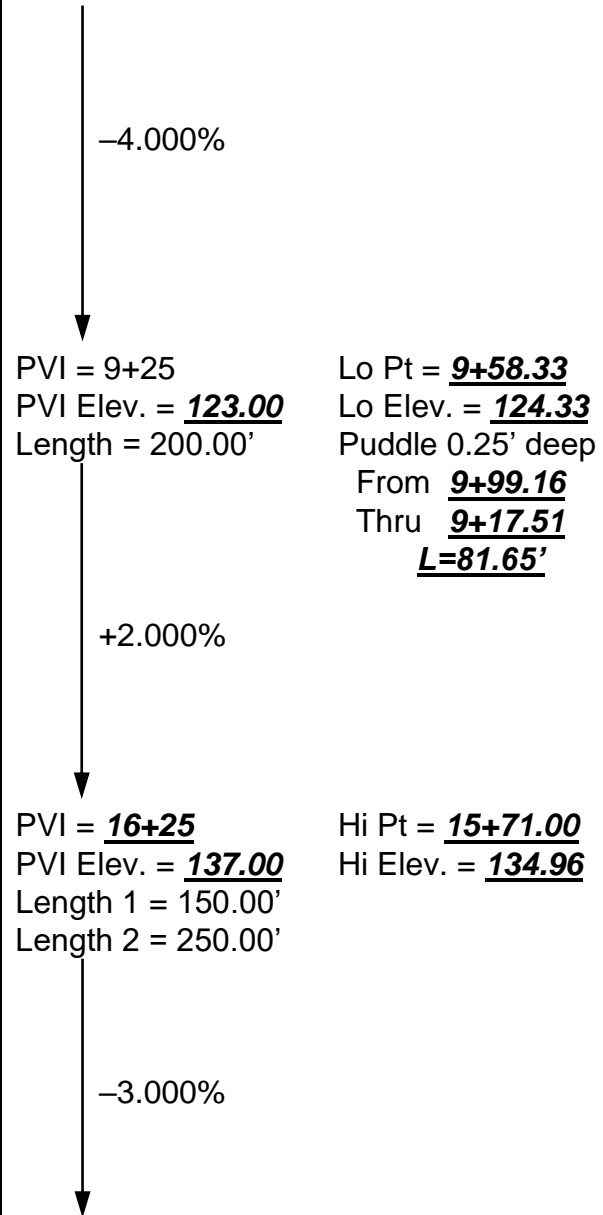 –4.000%
PVI = 9+25
PVI Elev. = 123.00
Length = 200.00’
Lo Pt = 9+58.33
Lo Elev. = 124.33
Puddle 0.25’ deep
From 9+99.16
Thru 9+17.51
L=81.65’
+2.000%
PVI = 16+25
PVI Elev. = 137.00
Length 1 = 150.00’
Length 2 = 250.00’
Hi Pt = 15+71.00
Hi Elev. = 134.96
–3.000%